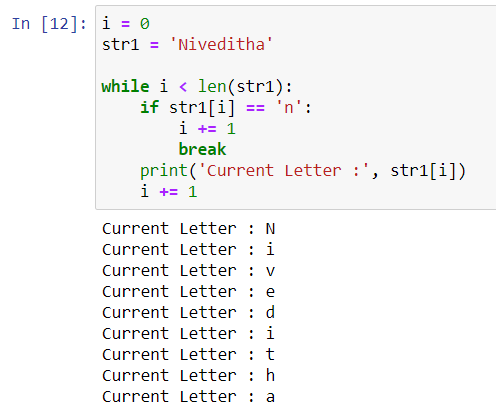 In [12]: i = 0
str1 = 'Niveditha'

while i < len(str1):
    if str1[i] == 'n':
        i += 1
        break
    print('Current Letter :', str1[i])
    i += 1
Current Letter : N
Current Letter : i
Current Letter : v
Current Letter : e
Current Letter : d
Current Letter : i
Current Letter : t
Current Letter : h
Current Letter : a